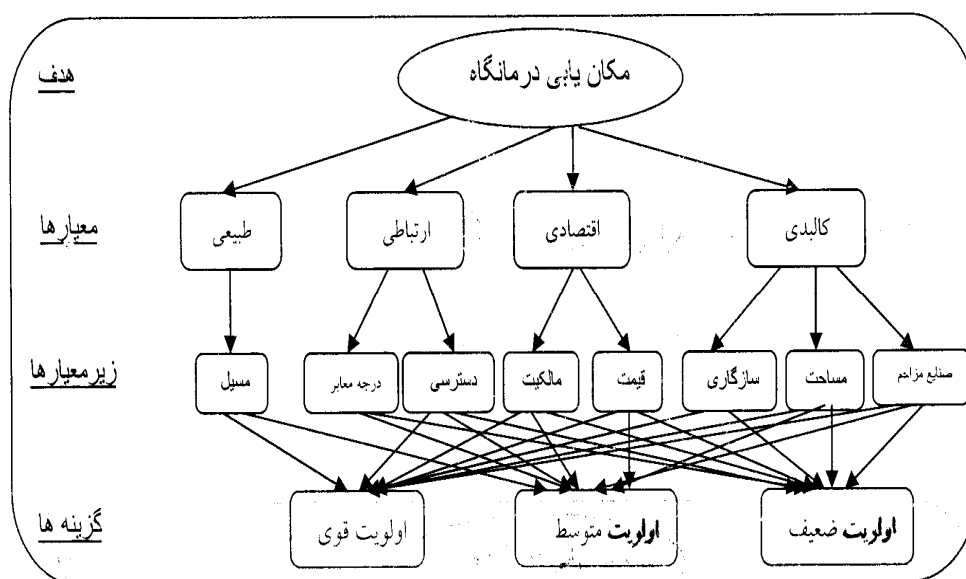 هدف
مکان یابی درمانگاه
معیارها
کالبدی
اقتصادی
ارتباطی
طبیعی
زیرمعیارها
صنایع مزاحم
مساحت
سازگاری
قیمت
مالکیت
دسترسی
درجه معابر
مسیل
گزینه ها
اولویت ضعیف
اولویت متوسط
اولویت قوی